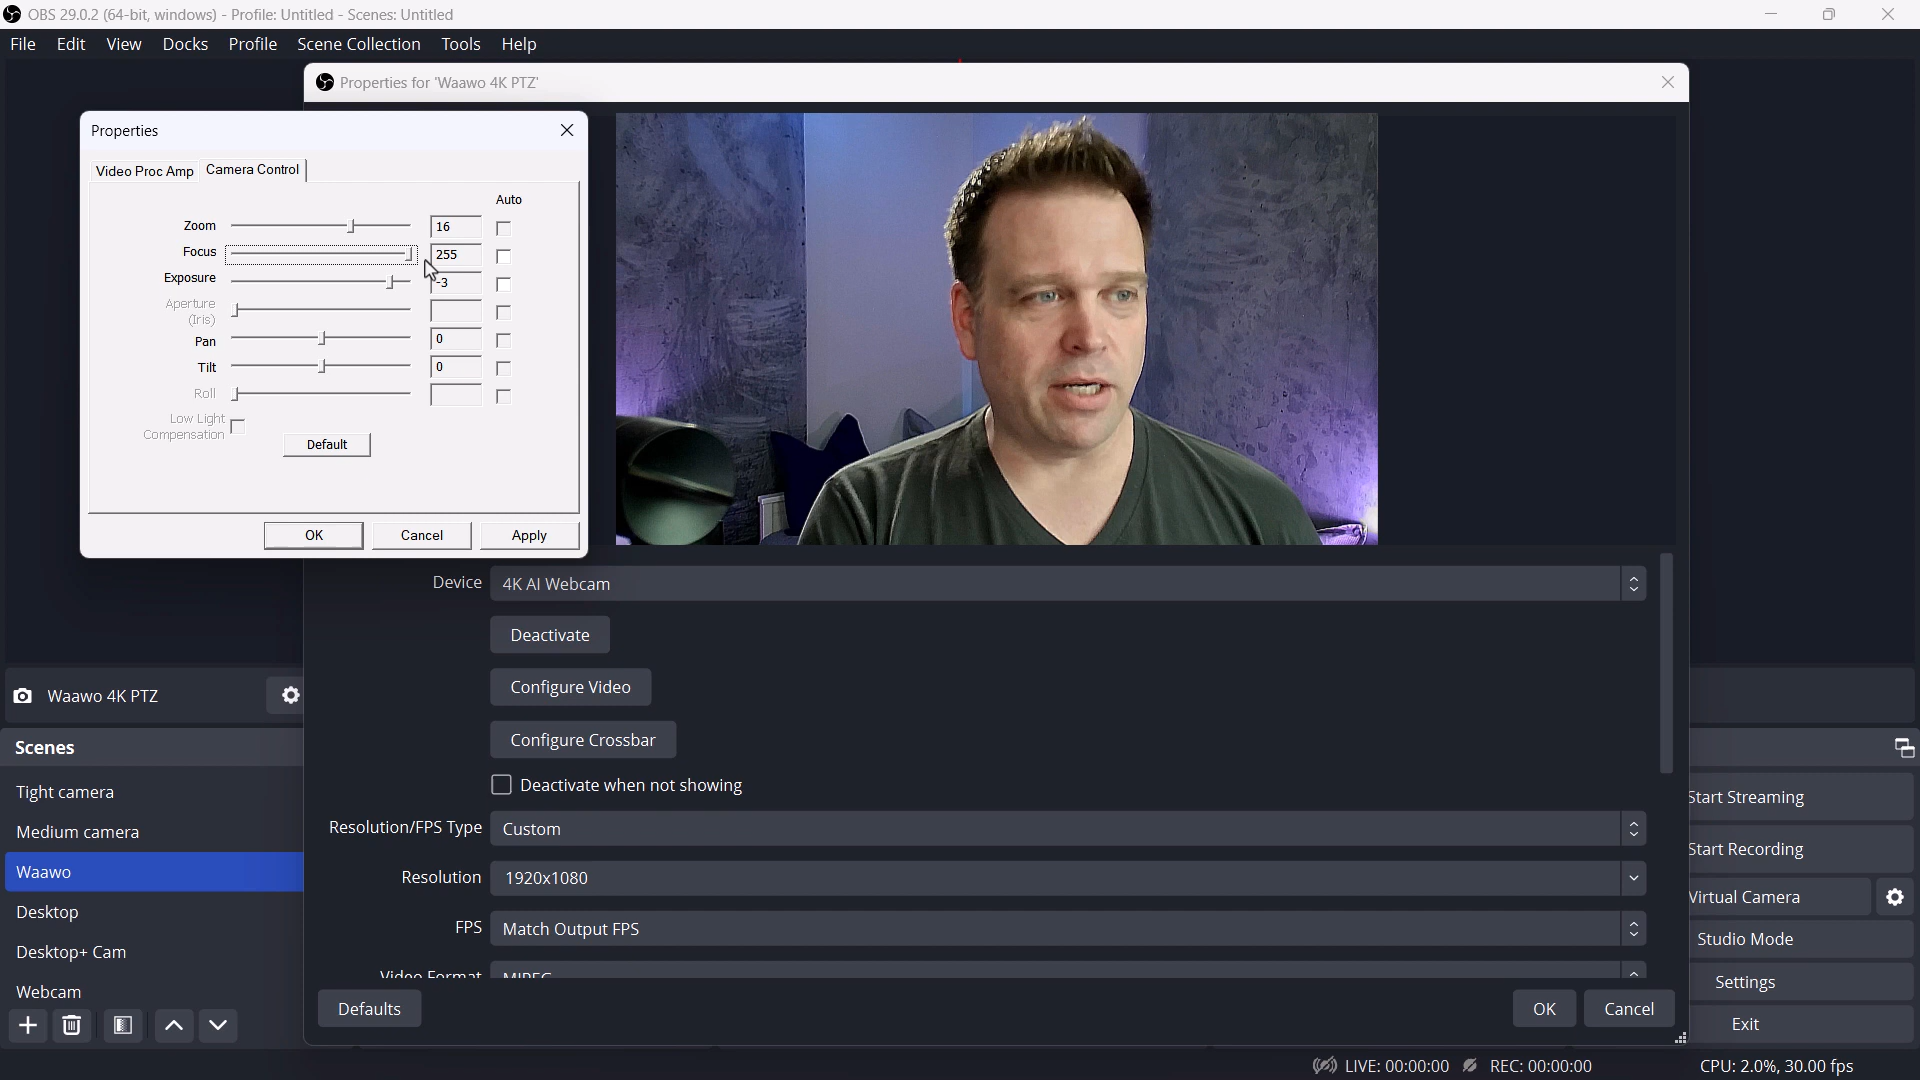 OBS 29.0.2 (64-bit, windows) - Profile: Untitled - Scenes: Untitled
File Edit View Docks Profile Scene Collection Tools Help
Properties for 'Waawo 4K PTZ'
Properties
Video Proc Amp Camera Control
Auto
Zoom 16
Focus 255
Exposure -3
Aperture
(Iris)
Pan 0
Tilt 0
Roll
Low Light
Compensation
Default
OK Cancel Apply
Device 4K AI Webcam
Deactivate
Configure Video
Configure Crossbar
Deactivate when not showing
Resolution/FPS Type Custom
Resolution 1920x1080
FPS Match Output FPS
Video Format MJPEG
Defaults OK Cancel
Waawo 4K PTZ
Scenes
Tight camera
Medium camera
Waawo
Desktop
Desktop+ Cam
Webcam
Start Streaming
Start Recording
Virtual Camera
Studio Mode
Settings
Exit
LIVE: 00:00:00 REC: 00:00:00 CPU: 2.0%, 30.00 fps